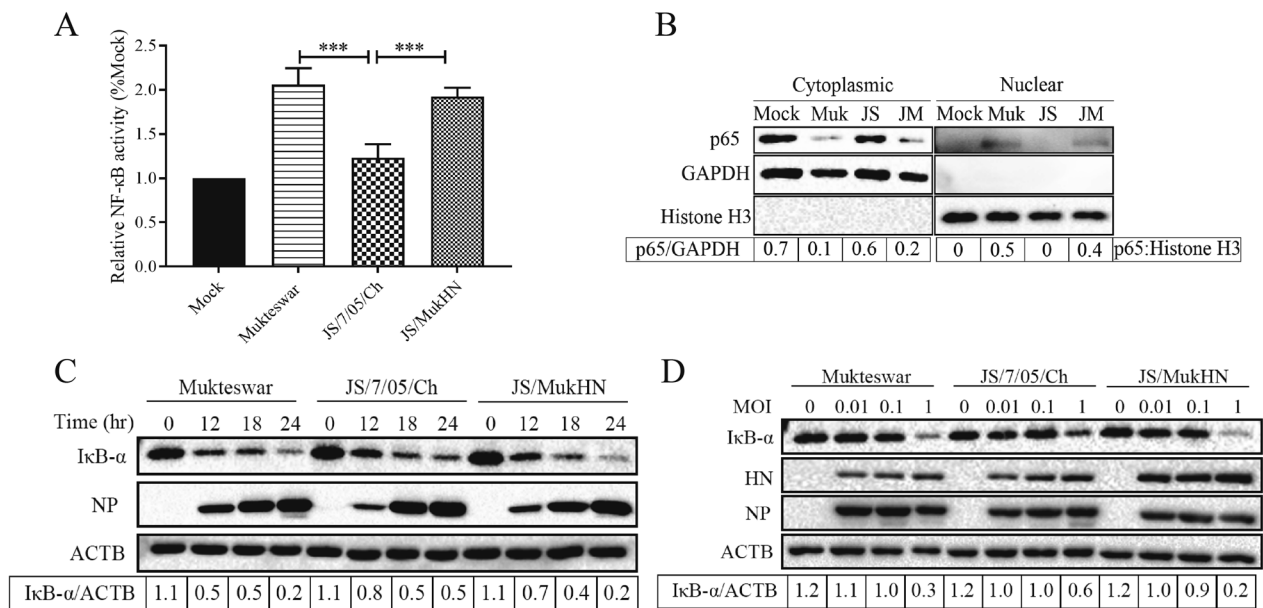 A
Relative NF-κB activity (%Mock)
2.5
2.0
1.5
1.0
0.5
0.0
*** ***
Mock
Mukteswar
JS/7/05/Ch
JS/MukHN
B
Cytoplasmic Nuclear
Mock Muk JS JM Mock Muk JS JM
p65
GAPDH
Histone H3
p65/GAPDH 0.7 0.1 0.6 0.2 0 0.5 0 0.4 p65:Histone H3
C
Mukteswar JS/7/05/Ch JS/MukHN
Time (hr) 0 12 18 24 0 12 18 24 0 12 18 24
IκB-α
NP
ACTB
IκB-α/ACTB 1.1 0.5 0.5 0.2 1.1 0.8 0.5 0.5 1.1 0.7 0.4 0.2
D
Mukteswar JS/7/05/Ch JS/MukHN
MOI 0 0.01 0.1 1 0 0.01 0.1 1 0 0.01 0.1 1
IκB-α
HN
NP
ACTB
IκB-α/ACTB 1.2 1.1 1.0 0.3 1.2 1.0 1.0 0.6 1.2 1.0 0.9 0.2